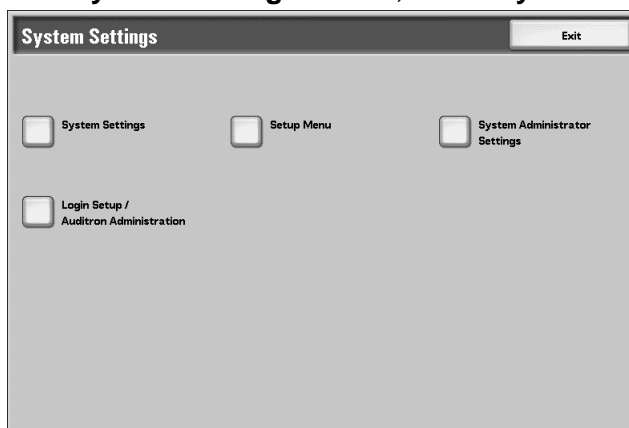 System Settings
Exit
System Settings
Setup Menu
System Administrator
Settings
Login Setup /
Auditron Administration